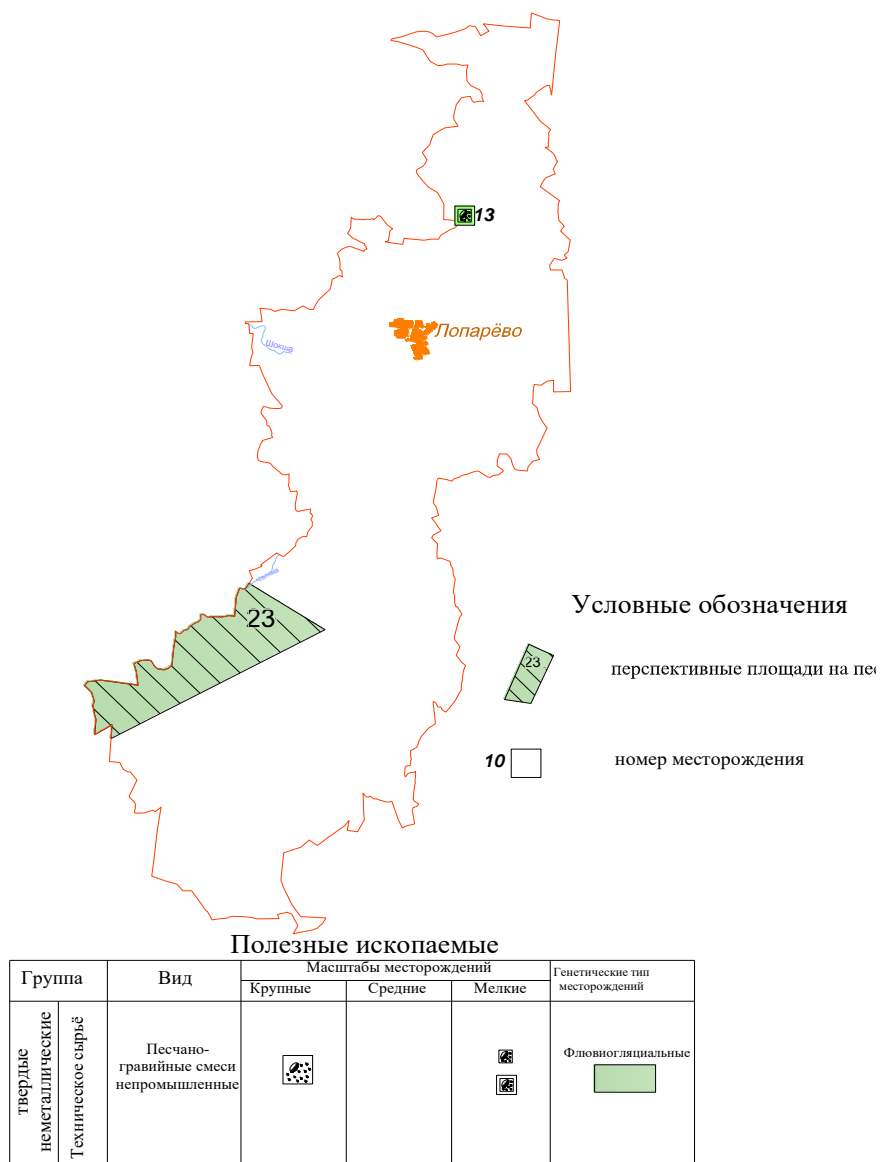 13
Лопарёво
Шокша
23
Условные обозначения
23
перспективные площади на пес
10
номер месторождения
Полезные ископаемые
Группа
Вид
Масштабы месторождений
Крупные
Средние
Мелкие
Генетические тип
месторождений
твердые
неметаллические
Техническое сырьё
Песчано-
гравийные смеси
непромышленные
Флювиогляциальные